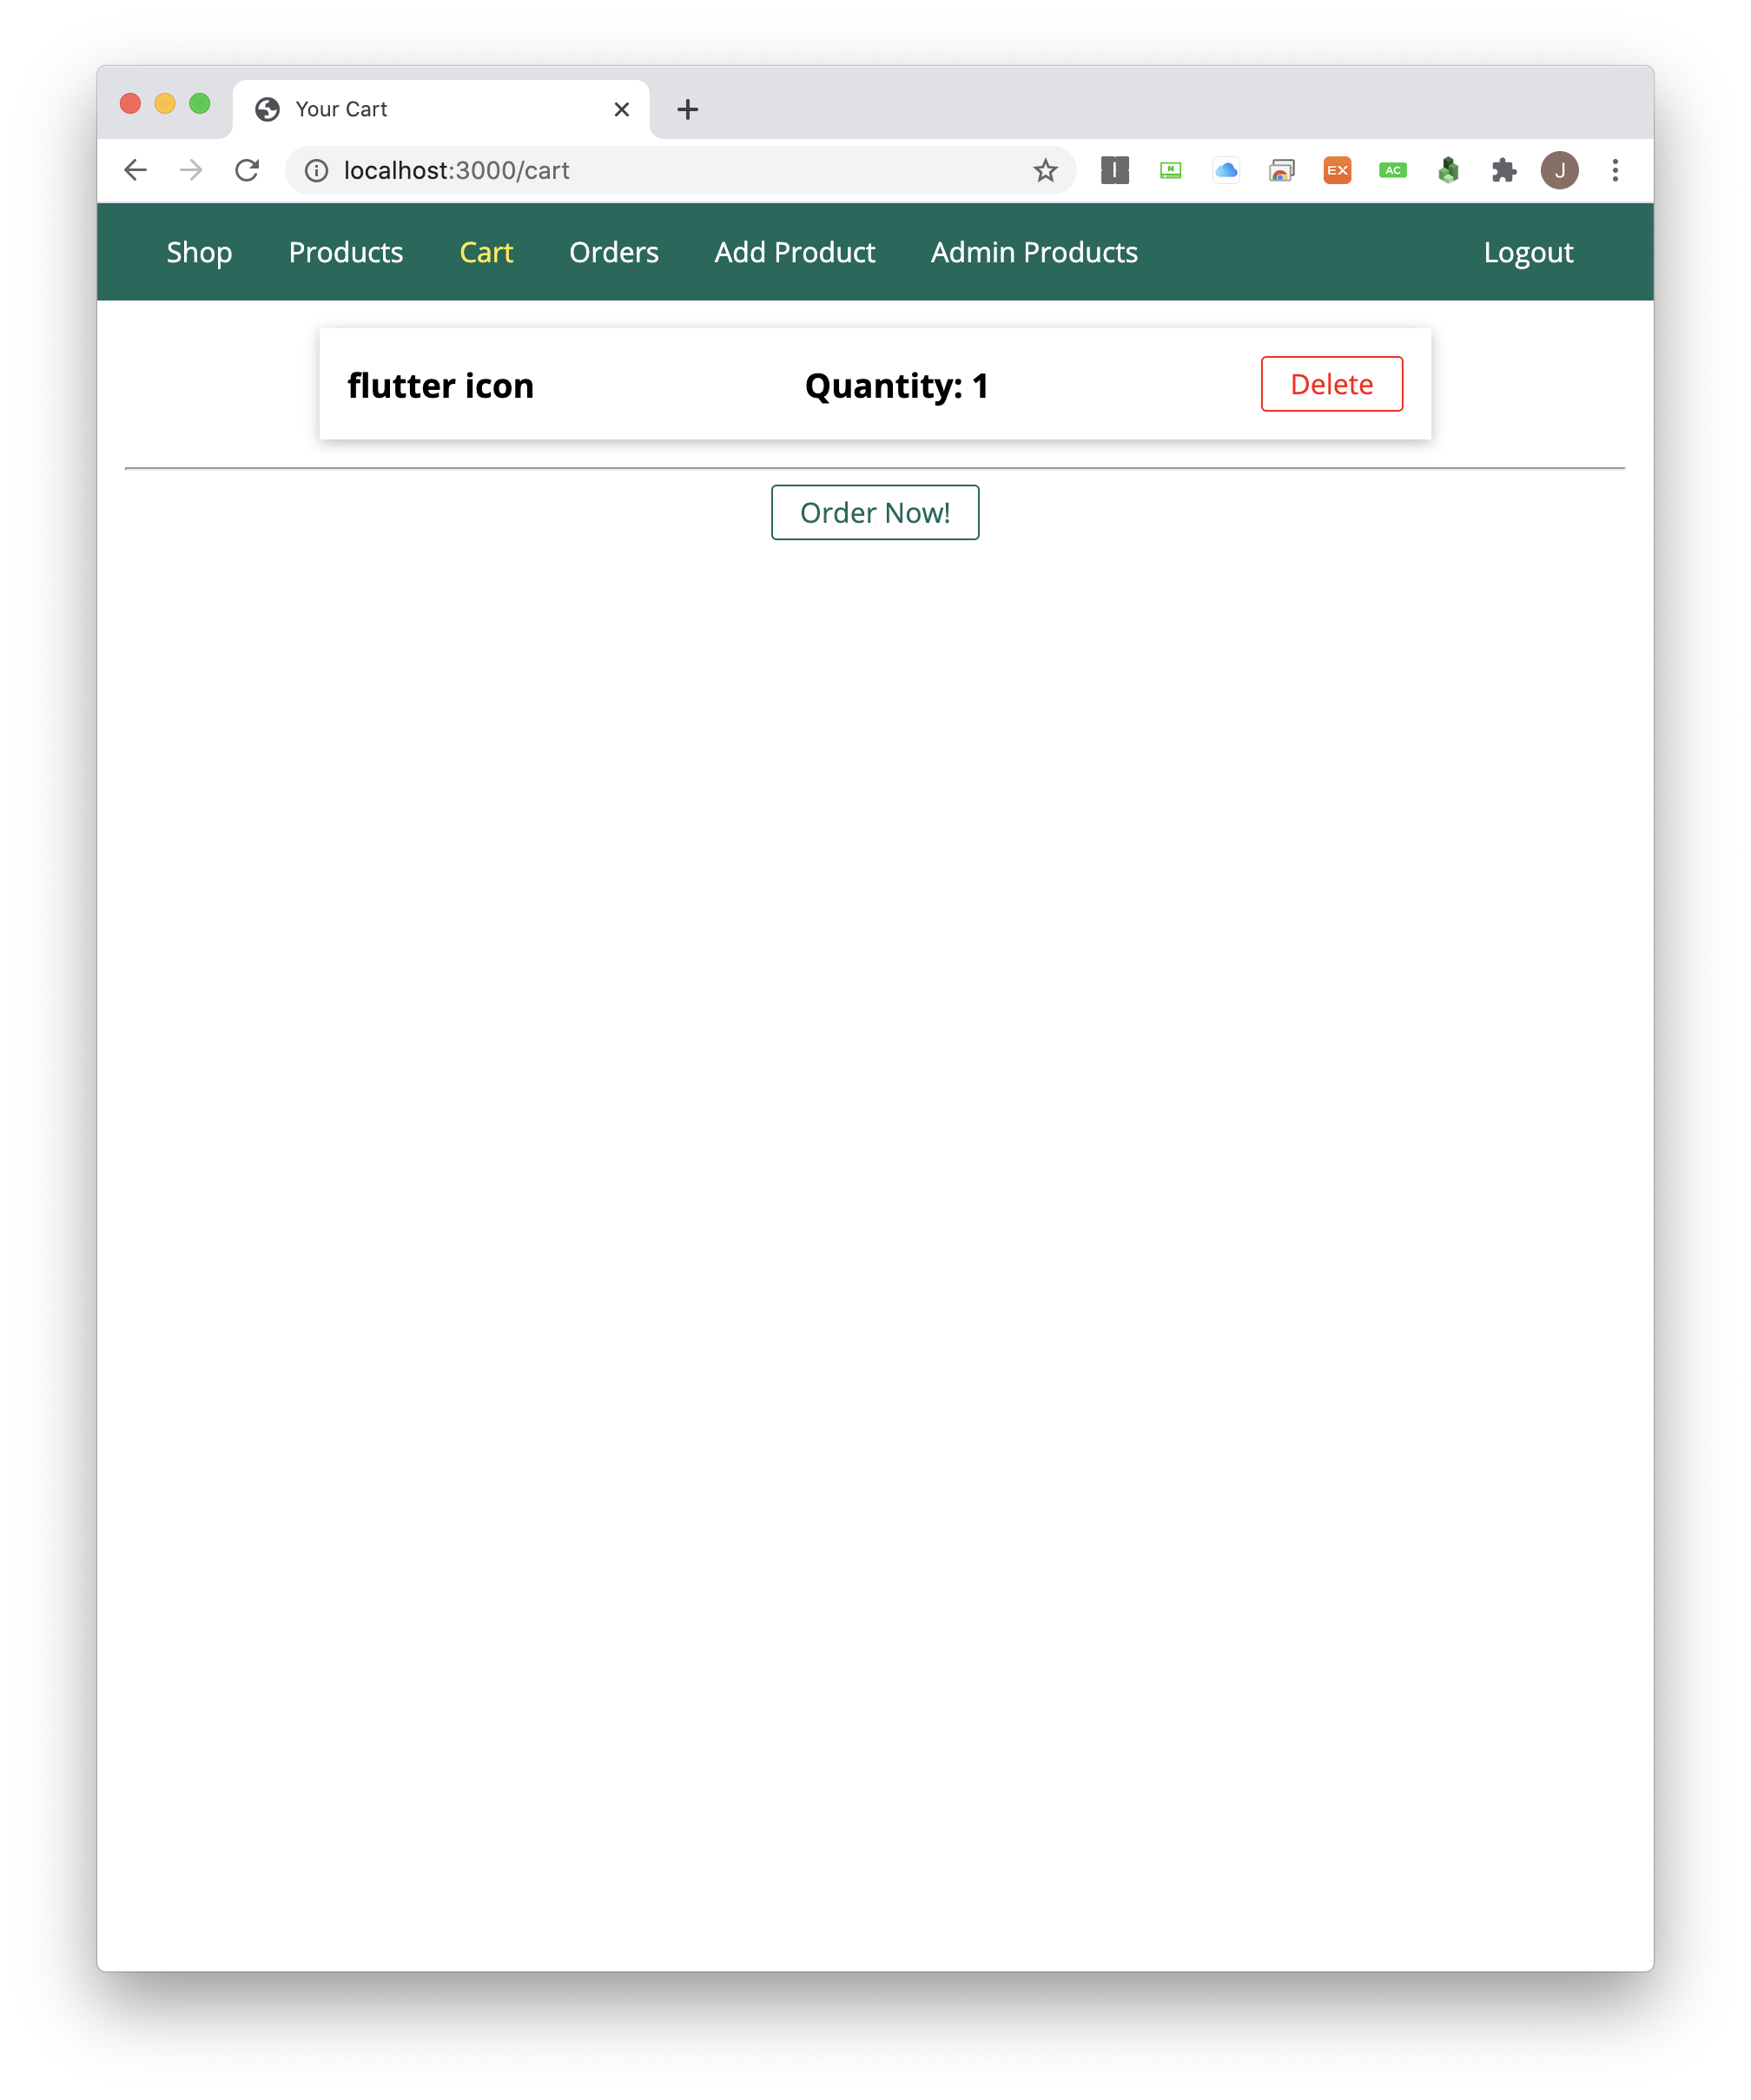 Your Cart
localhost:3000/cart
N
EX
AC
J
Shop Products Cart Orders Add Product Admin Products Logout
flutter icon Quantity: 1 Delete
Order Now!